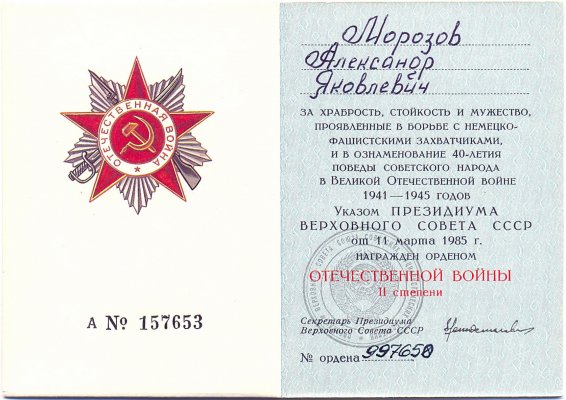 ОТЕЧЕСТВЕННАЯ ВОЙНА
А № 157653
Морозов
Александр
Яковлевич
ЗА ХРАБРОСТЬ, СТОЙКОСТЬ И МУЖЕСТВО,
ПРОЯВЛЕННЫЕ В БОРЬБЕ С НЕМЕЦКО-
ФАШИСТСКИМИ ЗАХВАТЧИКАМИ,
И В ОЗНАМЕНОВАНИЕ 40-ЛЕТИЯ
ПОБЕДЫ СОВЕТСКОГО НАРОДА
В ВЕЛИКОЙ ОТЕЧЕСТВЕННОЙ ВОЙНЕ
1941—1945 ГОДОВ
УКАЗОМ ПРЕЗИДИУМА
ВЕРХОВНОГО СОВЕТА СССР
от 11 марта 1985 г.
НАГРАЖДЕН ОРДЕНОМ
ОТЕЧЕСТВЕННОЙ ВОЙНЫ
II степени
Секретарь Президиума
Верховного Совета СССР
№ ордена 997650